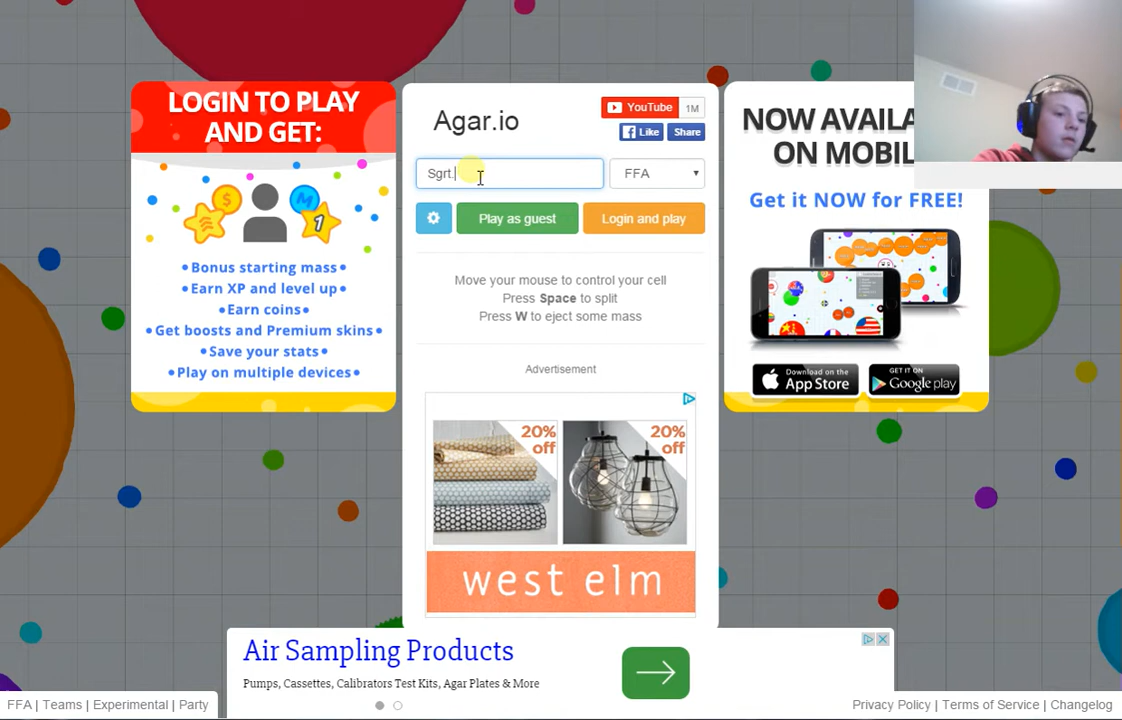 LOGIN TO PLAY
AND GET:
1
•Bonus starting mass•
•Earn XP and level up•
•Earn coins•
•Get boosts and Premium skins•
•Save your stats•
•Play on multiple devices•
Agar.io
YouTube 1M
Like Share
Sgrt.
FFA
Play as guest
Login and play
Move your mouse to control your cell
Press Space to split
Press W to eject some mass
Advertisement
20%
off
20%
off
west elm
NOW AVAILA
ON MOBIL
Get it NOW for FREE!
Download on the
App Store
GET IT ON
Google play
Air Sampling Products
Pumps, Cassettes, Calibrators Test Kits, Agar Plates & More
FFA | Teams | Experimental | Party
Privacy Policy | Terms of Service | Changelog